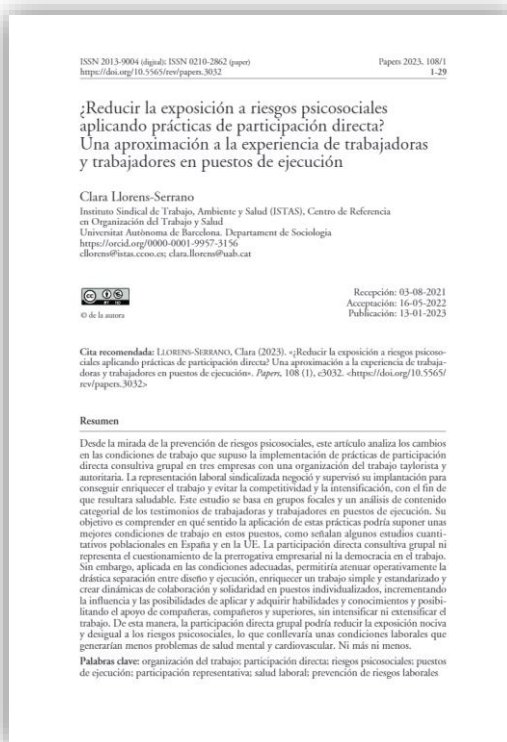 ISSN 2013-9004 (digital); ISSN 0210-2862 (paper)
Papers 2023, 108/1
https://doi.org/10.5565/rev/papers.3032
1-29
¿Reducir la exposición a riesgos psicosociales
aplicando prácticas de participación directa?
Una aproximación a la experiencia de trabajadoras
y trabajadores en puestos de ejecución
Clara Llorens-Serrano
Instituto Sindical de Trabajo, Ambiente y Salud (ISTAS), Centro de Referencia
en Organización del Trabajo y Salud
Universitat Autònoma de Barcelona. Departament de Sociologia
https://orcid.org/0000-0001-9957-3156
cllorens@istas.ccoo.es; clara.llorens@uab.cat
© de la autora
Recepción: 03-08-2021
Aceptación: 16-05-2022
Publicación: 13-01-2023
Cita recomendada: LLORENS-SERRANO, Clara (2023). «¿Reducir la exposición a riesgos psicoso-
ciales aplicando prácticas de participación directa? Una aproximación a la experiencia de trabaja-
doras y trabajadores en puestos de ejecución». Papers, 108 (1), e3032. <https://doi.org/10.5565/
rev/papers.3032>
Resumen
Desde la mirada de la prevención de riesgos psicosociales, este artículo analiza los cambios
en las condiciones de trabajo que supuso la implementación de prácticas de participación
directa consultiva grupal en tres empresas con una organización del trabajo taylorista y
autoritaria. La representación laboral sindicalizada negoció y supervisó su implantación para
conseguir enriquecer el trabajo y evitar la competitividad y la intensificación, con el fin de
que resultara saludable. Este estudio se basa en grupos focales y un análisis de contenido
categorial de los testimonios de trabajadoras y trabajadores en puestos de ejecución. Su
objetivo es comprender en qué sentido la aplicación de estas prácticas podría suponer unas
mejores condiciones de trabajo en estos puestos, como señalan algunos estudios cuanti-
tativos poblacionales en España y en la UE. La participación directa consultiva grupal ni
representa el cuestionamiento de la prerrogativa empresarial ni la democracia en el trabajo.
Sin embargo, aplicada en las condiciones adecuadas, permitiría atenuar operativamente la
drástica separación entre diseño y ejecución, enriquecer un trabajo simple y estandarizado y
crear dinámicas de colaboración y solidaridad en puestos individualizados, incrementando
la influencia y las posibilidades de aplicar y adquirir habilidades y conocimientos y posibi-
litando el apoyo de compañeras, compañeros y superiores, sin intensificar ni extensificar el
trabajo. De esta manera, la participación directa grupal podría reducir la exposición nociva
y desigual a los riesgos psicosociales, lo que conllevaría unas condiciones laborales que
generarían menos problemas de salud mental y cardiovascular. Ni más ni menos.
Palabras clave: organización del trabajo; participación directa; riesgos psicosociales; puestos
de ejecución; participación representativa; salud laboral; prevención de riesgos laborales